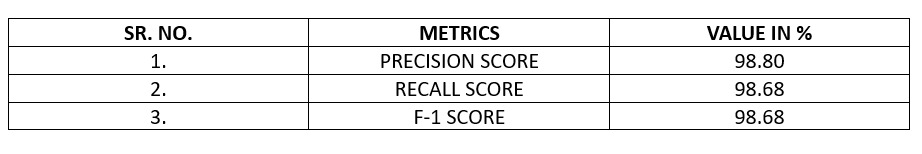 SR. NO. METRICS VALUE IN %
1. PRECISION SCORE 98.80
2. RECALL SCORE 98.68
3. F-1 SCORE 98.68